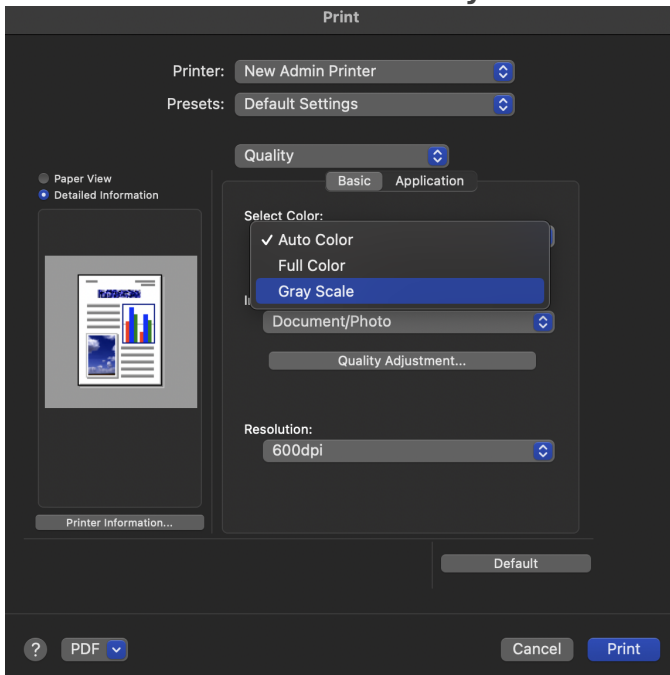 Print
Printer: New Admin Printer
Presets: Default Settings
Quality
Paper View
Detailed Information
Basic Application
Select Color:
✓ Auto Color
Full Color
Gray Scale
Document/Photo
Quality Adjustment...
Resolution:
600dpi
Printer Information...
Default
? PDF Cancel Print